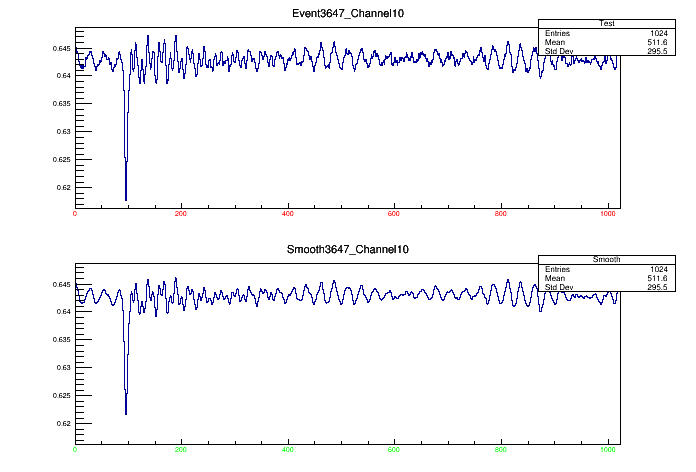 Event3647_Channel10
Test
Entries 1024
Mean 511.6
Std Dev 295.5
0.645
0.64
0.635
0.63
0.625
0.62
0 200 400 600 800 1000
Smooth3647_Channel10
Smooth
Entries 1024
Mean 511.6
Std Dev 295.5
0.645
0.64
0.635
0.63
0.625
0.62
0 200 400 600 800 1000